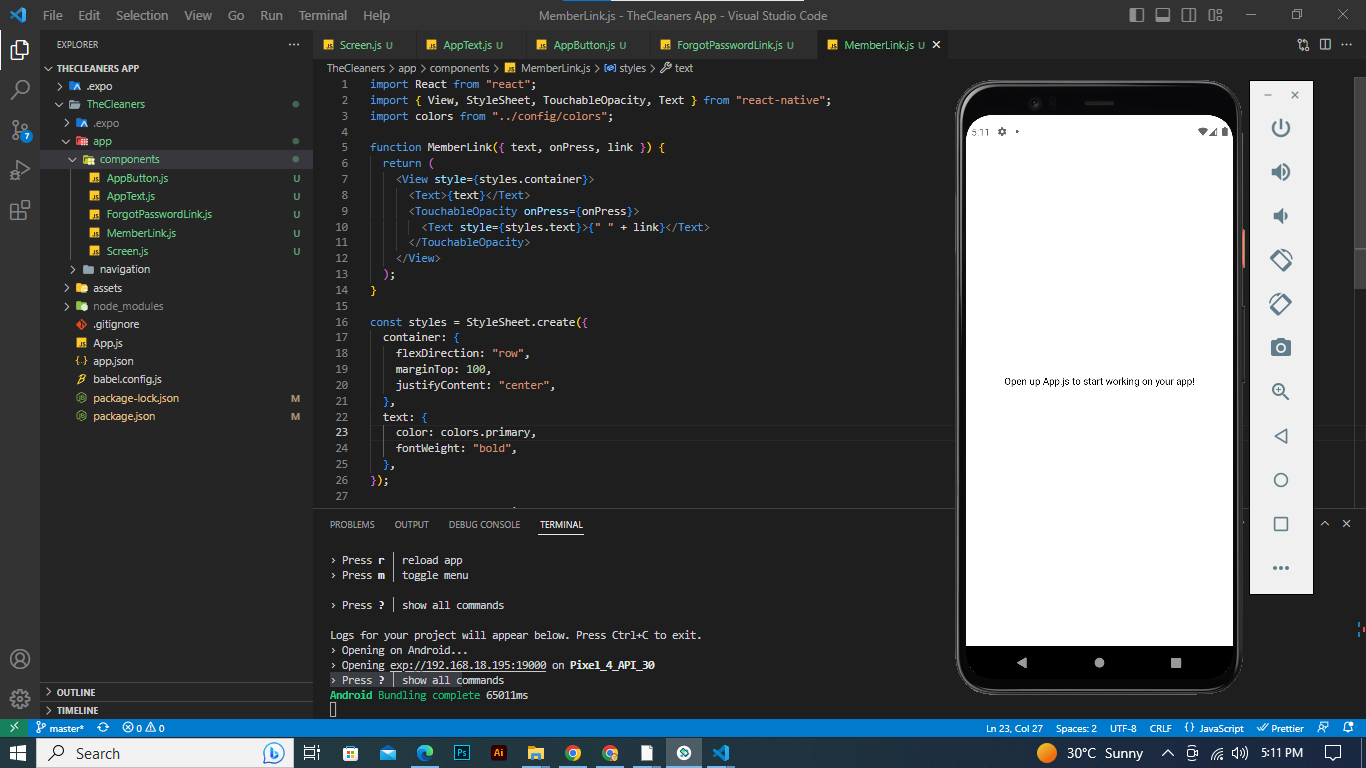 File Edit Selection View Go Run Terminal Help
MemberLink.js - TheCleaners App - Visual Studio Code
EXPLORER
THECLEANERS APP
.expo
TheCleaners
.expo
app
components
AppButton.js U
AppText.js U
ForgotPasswordLink.js U
MemberLink.js U
Screen.js U
navigation
assets
node_modules
.gitignore
App.js
app.json
babel.config.js
package-lock.json M
package.json M
OUTLINE
TIMELINE
7
Screen.js U AppText.js U AppButton.js U ForgotPasswordLink.js U MemberLink.js U
TheCleaners > app > components > MemberLink.js > styles > text
1 import React from "react";
2 import { View, StyleSheet, TouchableOpacity, Text } from "react-native";
3 import colors from "../config/colors";
4
5 function MemberLink({ text, onPress, link }) {
6 return (
7 <View style={styles.container}>
8 <Text>{text}</Text>
9 <TouchableOpacity onPress={onPress}>
10 <Text style={styles.text}>{" " + link}</Text>
11 </TouchableOpacity>
12 </View>
13 );
14 }
15
16 const styles = StyleSheet.create({
17 container: {
18 flexDirection: "row",
19 marginTop: 100,
20 justifyContent: "center",
21 },
22 text: {
23 color: colors.primary,
24 fontWeight: "bold",
25 },
26 });
27
PROBLEMS OUTPUT DEBUG CONSOLE TERMINAL
› Press r │ reload app
› Press m │ toggle menu
› Press ? │ show all commands
Logs for your project will appear below. Press Ctrl+C to exit.
› Opening on Android...
› Opening exp://192.168.18.195:19000 on Pixel_4_API_30
› Press ? │ show all commands
Android Bundling complete 65011ms
5:11
Open up App.js to start working on your app!
master* 0 0
Ln 23, Col 27 Spaces: 2 UTF-8 CRLF JavaScript Prettier
Search
Ps
Ai
30°C Sunny
5:11 PM